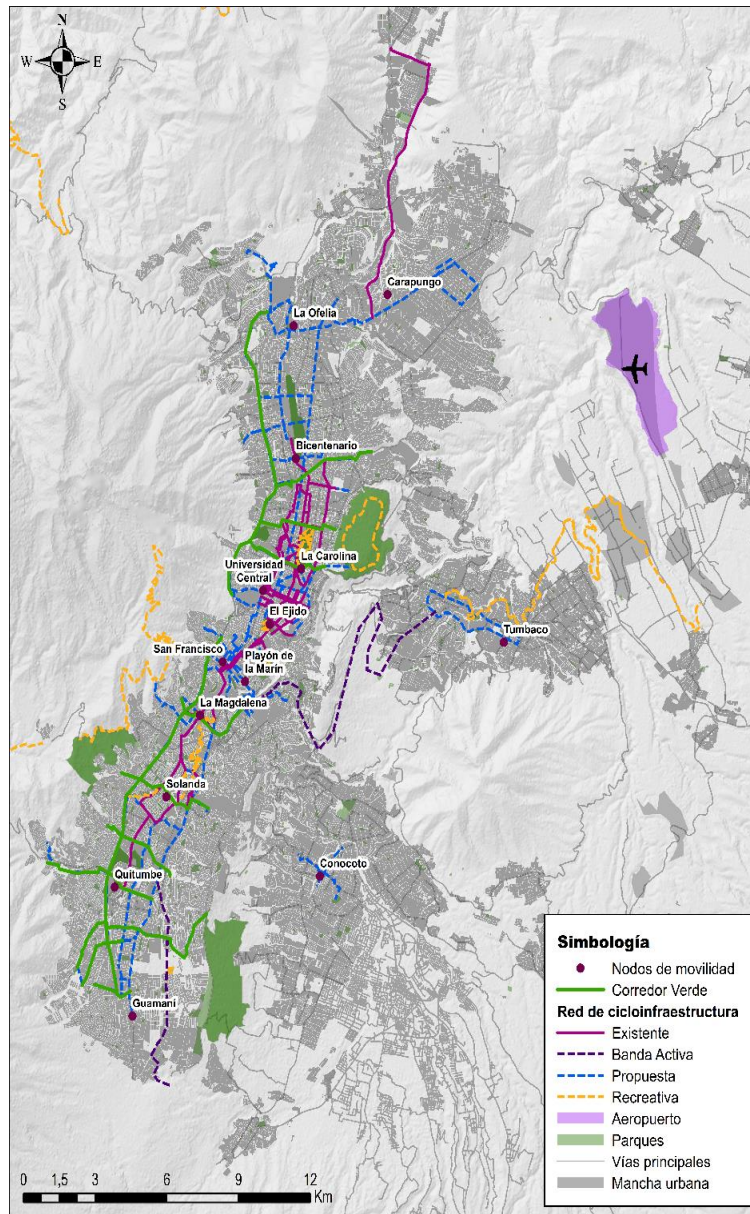 N
W E
S
Carapungo
La Ofelia
Bicentenario
La Carolina
Universidad
Central
El Ejido
Tumbaco
San Francisco
Playón de
la Marín
La Magdalena
Solanda
Conocoto
Quitumbe
Guamaní
Simbología
Nodos de movilidad
Corredor Verde
Red de cicloinfraestructura
Existente
Banda Activa
Propuesta
Recreativa
Aeropuerto
Parques
Vías principales
Mancha urbana
0 1,5 3 6 9 12
Km